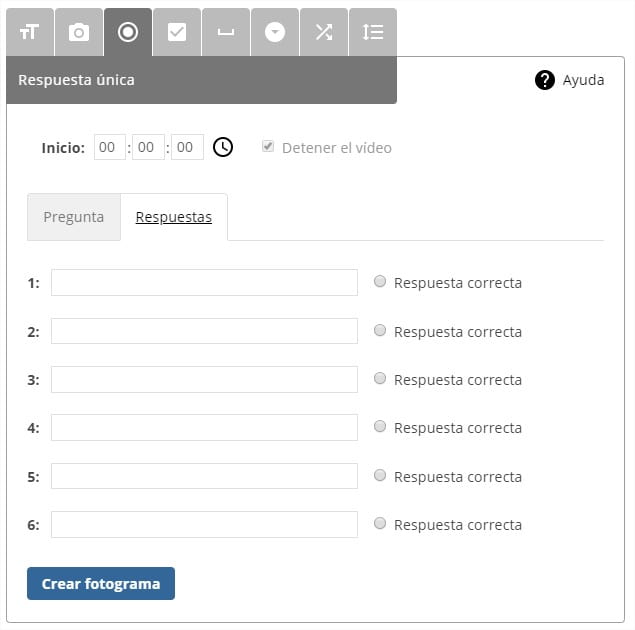 Respuesta única
? Ayuda
Inicio: 00 : 00 : 00 Detener el vídeo
Pregunta Respuestas
1: Respuesta correcta
2: Respuesta correcta
3: Respuesta correcta
4: Respuesta correcta
5: Respuesta correcta
6: Respuesta correcta
Crear fotograma